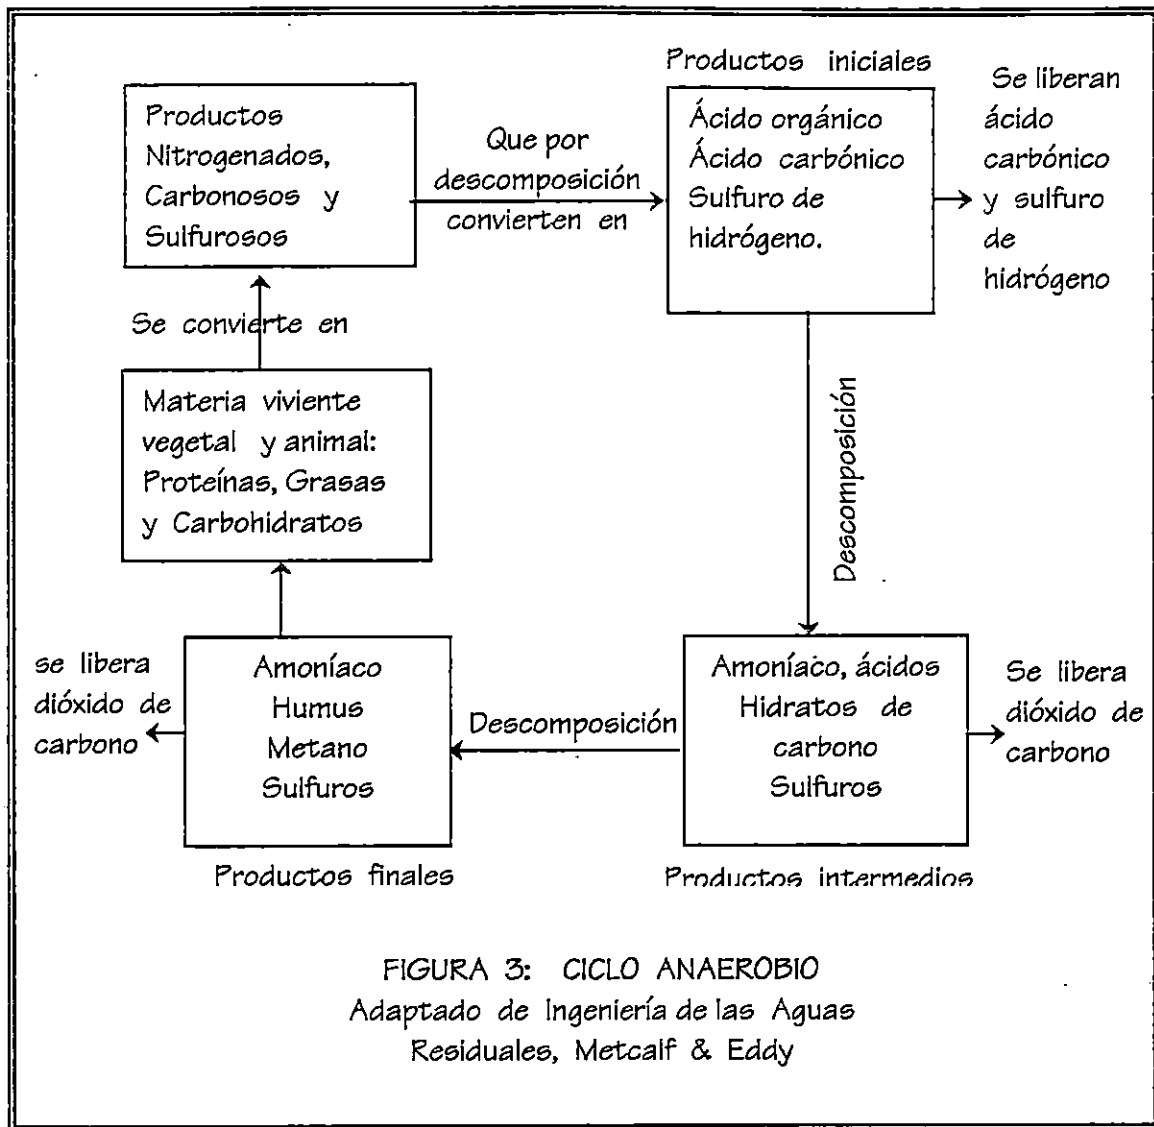 Productos
Nitrogenados,
Carbonosos y
Sulfurosos
Que por
descomposición
convierten en
Productos iniciales
Ácido orgánico
Ácido carbónico
Sulfuro de
hidrógeno.
Se liberan
ácido
carbónico
y sulfuro
de
hidrógeno
Se convierte en
Materia viviente
vegetal y animal:
Proteínas, Grasas
y Carbohidratos
Descomposición
se libera
dióxido de
carbono
Amoníaco
Humus
Metano
Sulfuros
Productos finales
Descomposición
Amoníaco, ácidos
Hidratos de
carbono
Sulfuros
Productos intermedios
Se libera
dióxido de
carbono
FIGURA 3: CICLO ANAEROBIO
Adaptado de Ingeniería de las Aguas
Residuales, Metcalf & Eddy